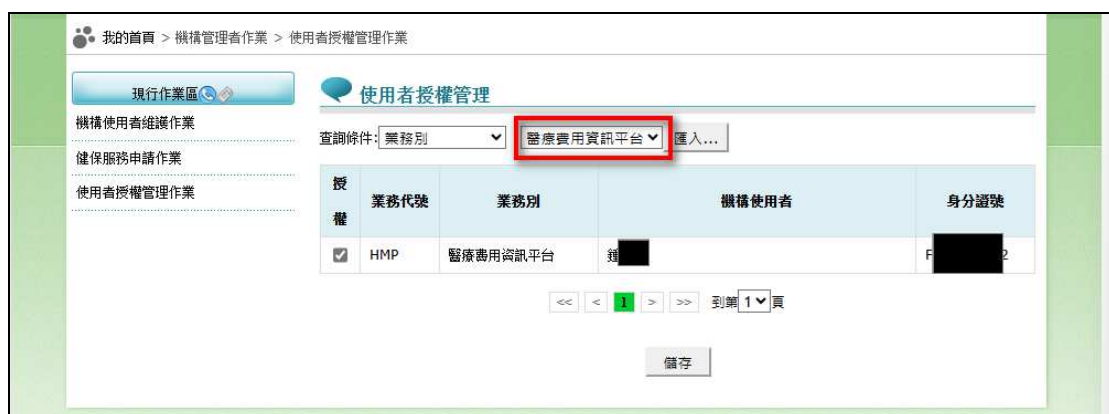 我的首頁 > 機構管理者作業 > 使用者授權管理作業
現行作業區
機構使用者維護作業
健保服務申請作業
使用者授權管理作業
使用者授權管理
查詢條件: 業務別 醫療費用資訊平台 匯入...
授權 業務代號 業務別 機構使用者 身分證號
HMP 醫療費用資訊平台 鍾 F 2
<< < 1 > >> 到第 1 頁
儲存